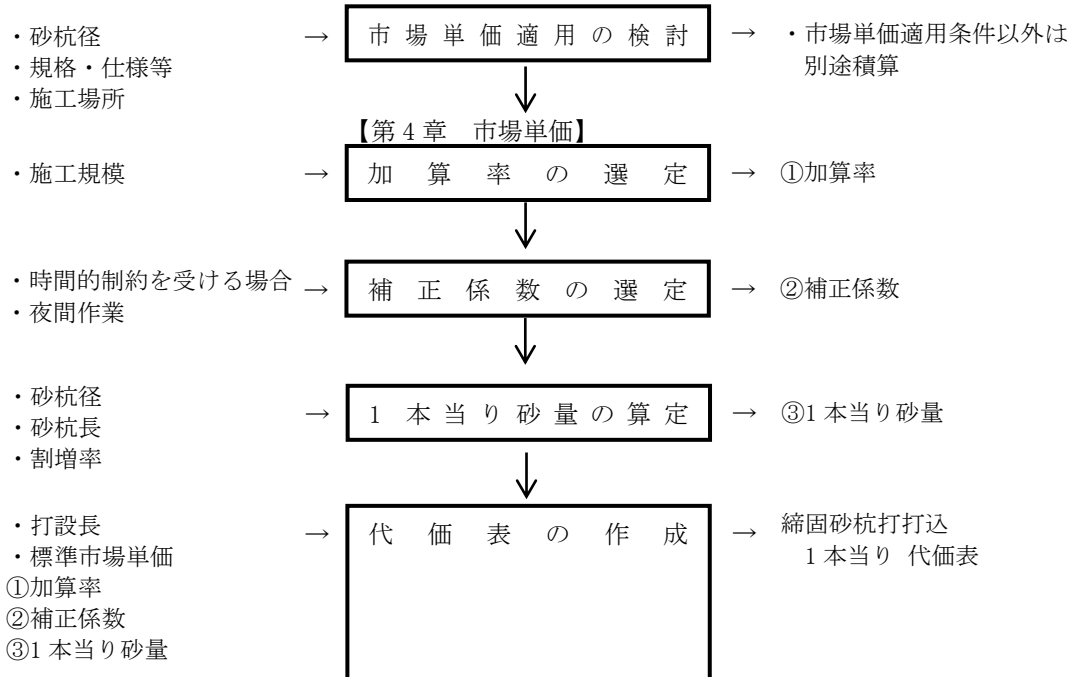 ・砂杭径 → 市場単価適用の検討 → ・市場単価適用条件以外は
・規格・仕様等 別途積算
・施工場所
【第4章 市場単価】
・施工規模 → 加算率の選定 → ①加算率
・時間的制約を受ける場合 → 補正係数の選定 → ②補正係数
・夜間作業
・砂杭径
・砂杭長 → 1本当り砂量の算定 → ③1本当り砂量
・割増率
・打設長 → 代価表の作成 → 締固砂杭打打込
・標準市場単価 1本当り 代価表
①加算率
②補正係数
③1本当り砂量